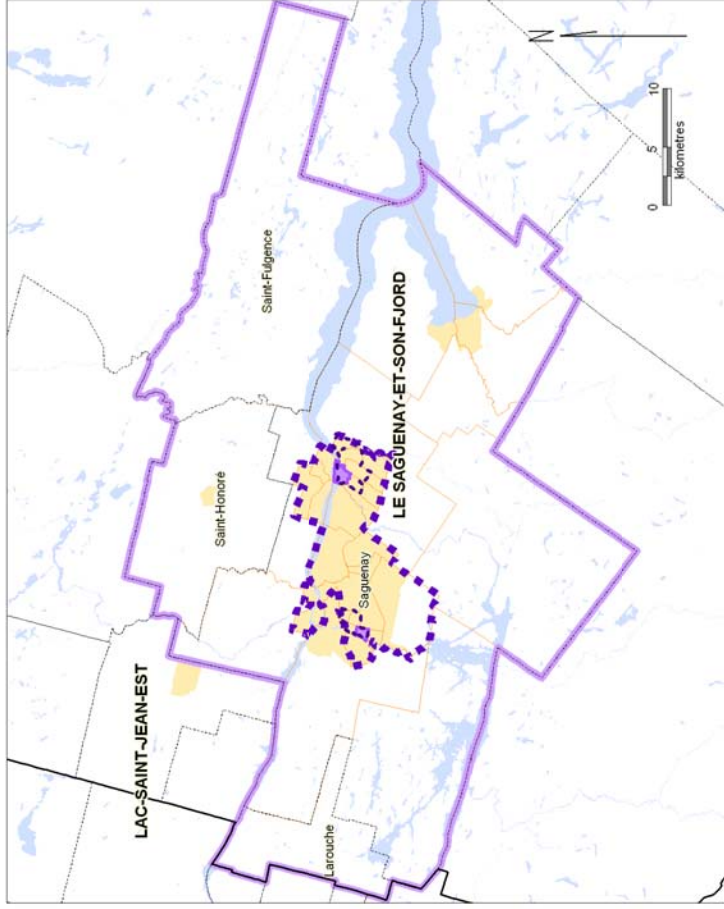 LAC-SAINT-JEAN-EST
Saint-Honoré
Saint-Fulgence
Larouche
Saguenay
LE SAGUENAY-ET-SON-FJORD
N
0 5 10
kilometres